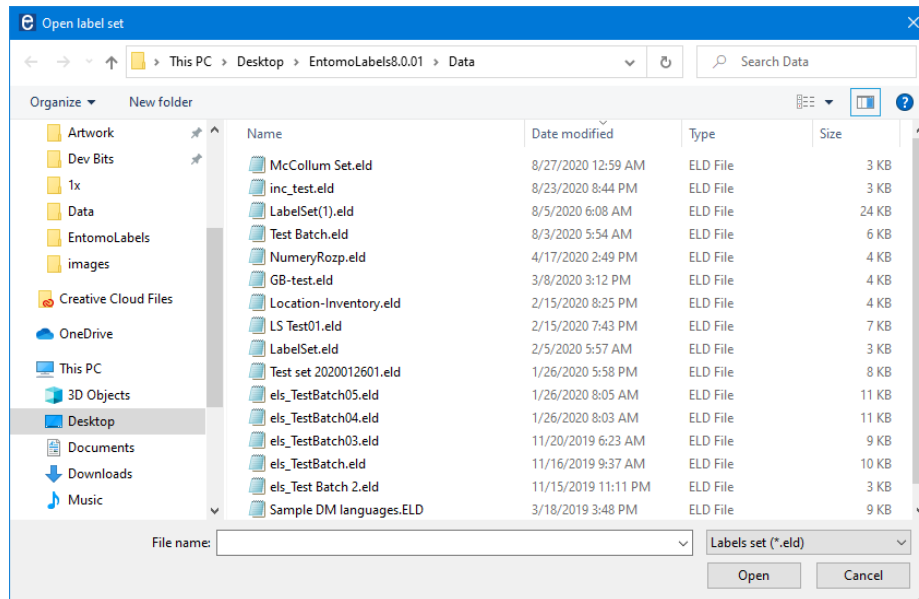 e Open label set
This PC > Desktop > EntomoLabels8.0.01 > Data
Search Data
Organize
New folder
?
Artwork
Dev Bits
1x
Data
EntomoLabels
images
Creative Cloud Files
OneDrive
This PC
3D Objects
Desktop
Documents
Downloads
Music
Name Date modified Type Size
McCollum Set.eld 8/27/2020 12:59 AM ELD File 3 KB
inc_test.eld 8/23/2020 8:44 PM ELD File 3 KB
LabelSet(1).eld 8/5/2020 6:08 AM ELD File 24 KB
Test Batch.eld 8/3/2020 5:54 AM ELD File 6 KB
NumeryRozp.eld 4/17/2020 2:49 PM ELD File 4 KB
GB-test.eld 3/8/2020 3:12 PM ELD File 4 KB
Location-Inventory.eld 2/15/2020 8:25 PM ELD File 4 KB
LS Test01.eld 2/15/2020 7:43 PM ELD File 7 KB
LabelSet.eld 2/5/2020 5:57 AM ELD File 3 KB
Test set 2020012601.eld 1/26/2020 5:58 PM ELD File 8 KB
els_TestBatch05.eld 1/26/2020 8:05 AM ELD File 11 KB
els_TestBatch04.eld 1/26/2020 8:03 AM ELD File 11 KB
els_TestBatch03.eld 11/20/2019 6:23 AM ELD File 9 KB
els_TestBatch.eld 11/16/2019 9:37 AM ELD File 10 KB
els_Test Batch 2.eld 11/15/2019 11:11 PM ELD File 3 KB
Sample DM languages.ELD 3/18/2019 3:48 PM ELD File 9 KB
File name:
Labels set (*.eld)
Open
Cancel